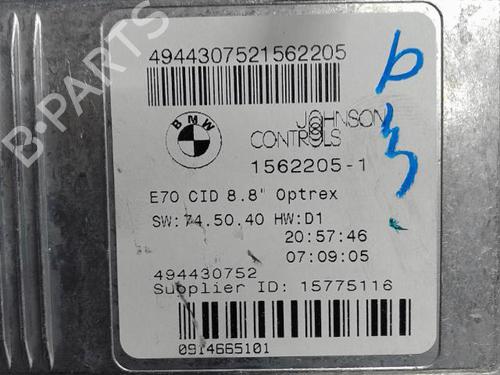 4944307521562205
BMW
JOHNSON
CONTROLS
1562205-1
E70 CID 8.8" Optrex
SW:74.50.40 HW:D1
20:57:46
07:09:05
494430752
Supplier ID: 15775116
0914665101